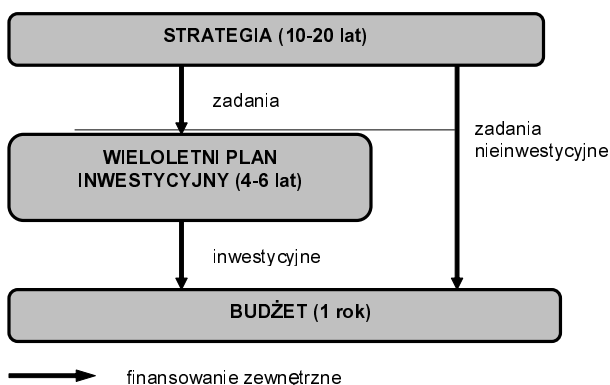 STRATEGIA (10-20 lat)
zadania
zadania
nieinwestycyjne
WIELOLETNI PLAN
INWESTYCYJNY (4-6 lat)
inwestycyjne
BUDŻET (1 rok)
finansowanie zewnętrzne